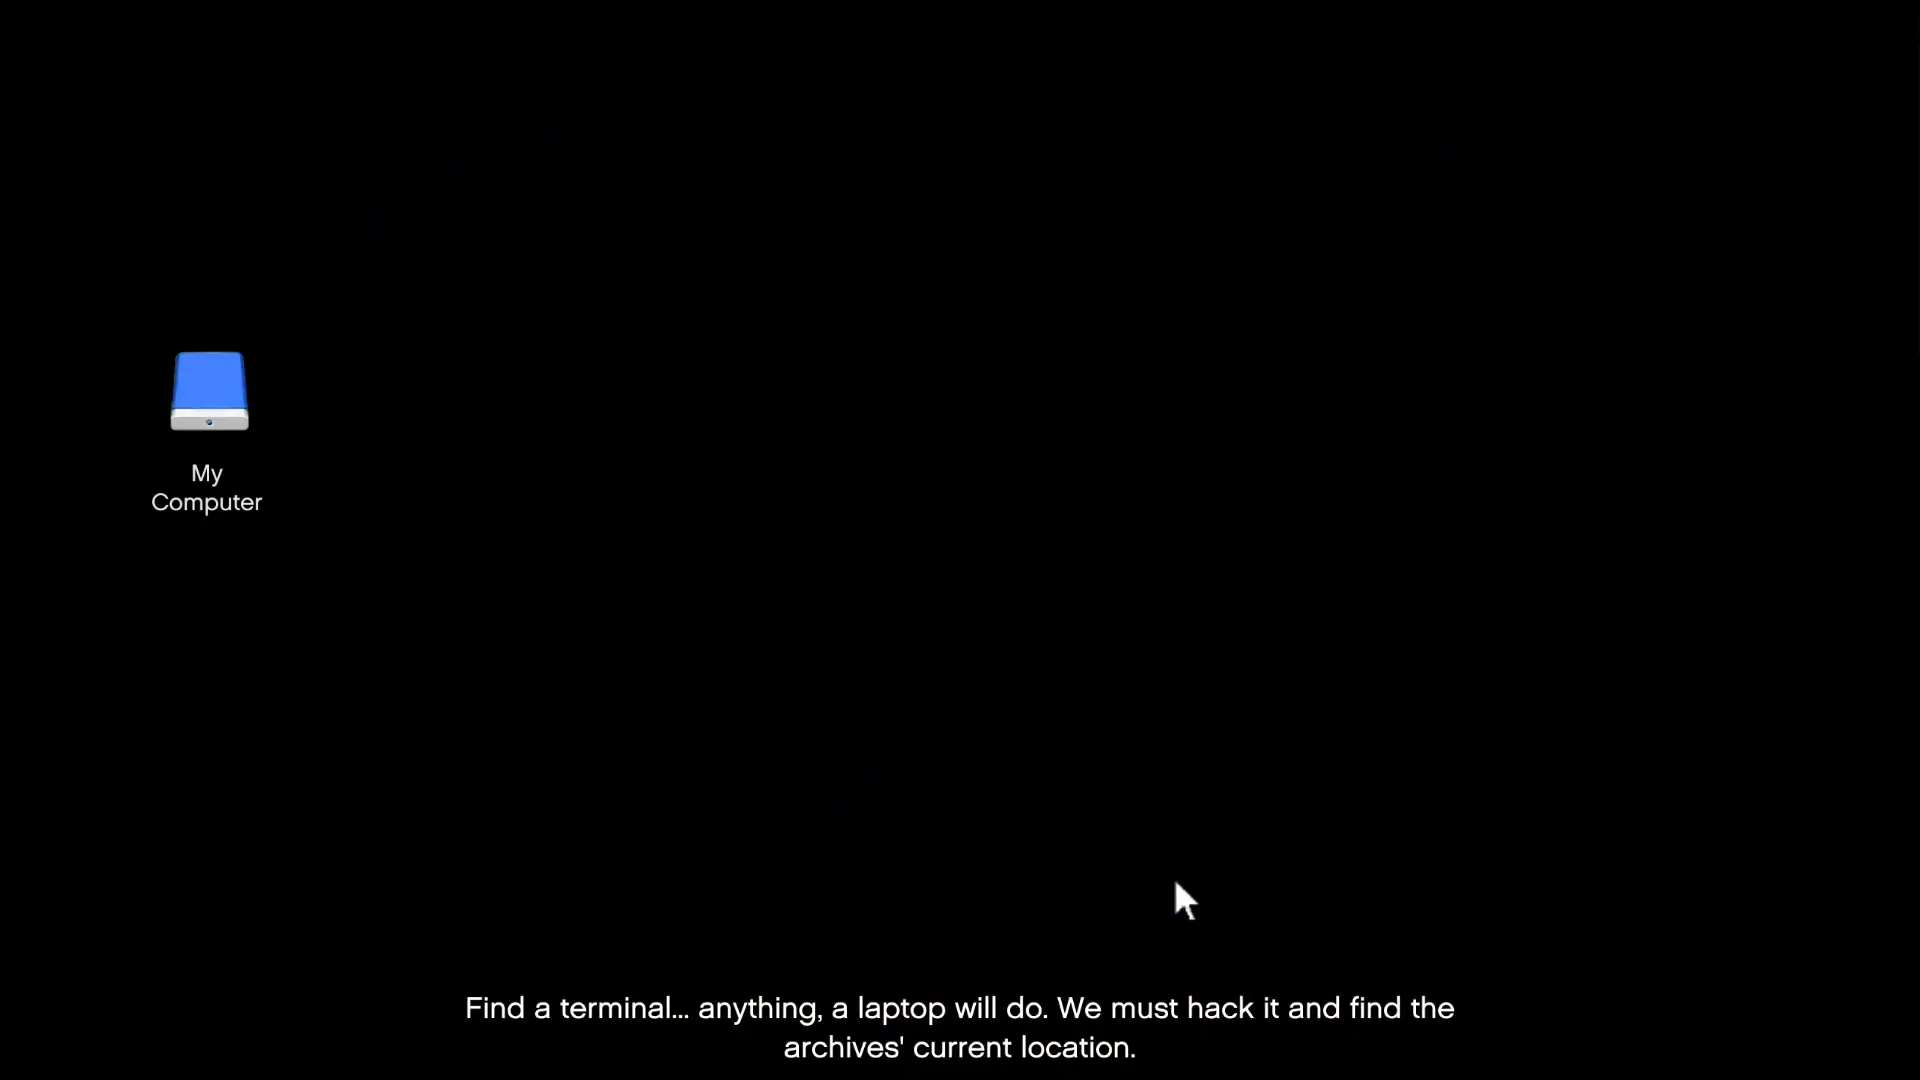 My
Computer
Find a terminal... anything, a laptop will do. We must hack it and find the
archives' current location.